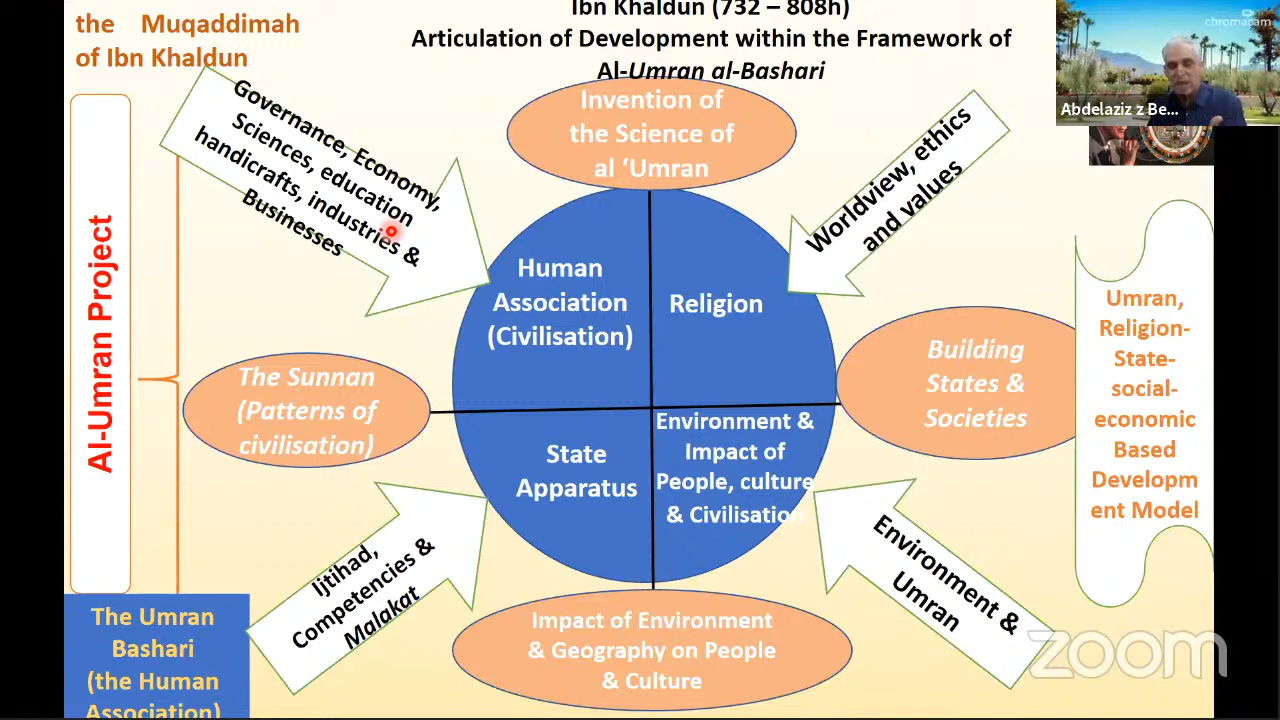 the Muqaddimah
of Ibn Khaldun
Ibn Khaldun (732 – 808h)
Articulation of Development within the Framework of
Al-Umran al-Bashari
chromacam
Abdelaziz z Be...
Al-Umran Project
Governance, Economy,
Sciences, education
handicrafts, industries &
Businesses
Invention of
the Science of
al ‘Umran
Worldview, ethics
and values
Human
Association
(Civilisation)
Religion
The Sunnan
(Patterns of
civilisation)
Building
States &
Societies
Umran,
Religion-
State-
social-
economic
Based
Developm
ent Model
State
Apparatus
Environment &
Impact of
People, culture
& Civilisation
Ijtihad,
Competencies &
Malakat
Environment &
Umran
The Umran
Bashari
(the Human
Association)
Impact of Environment
& Geography on People
& Culture
zoom